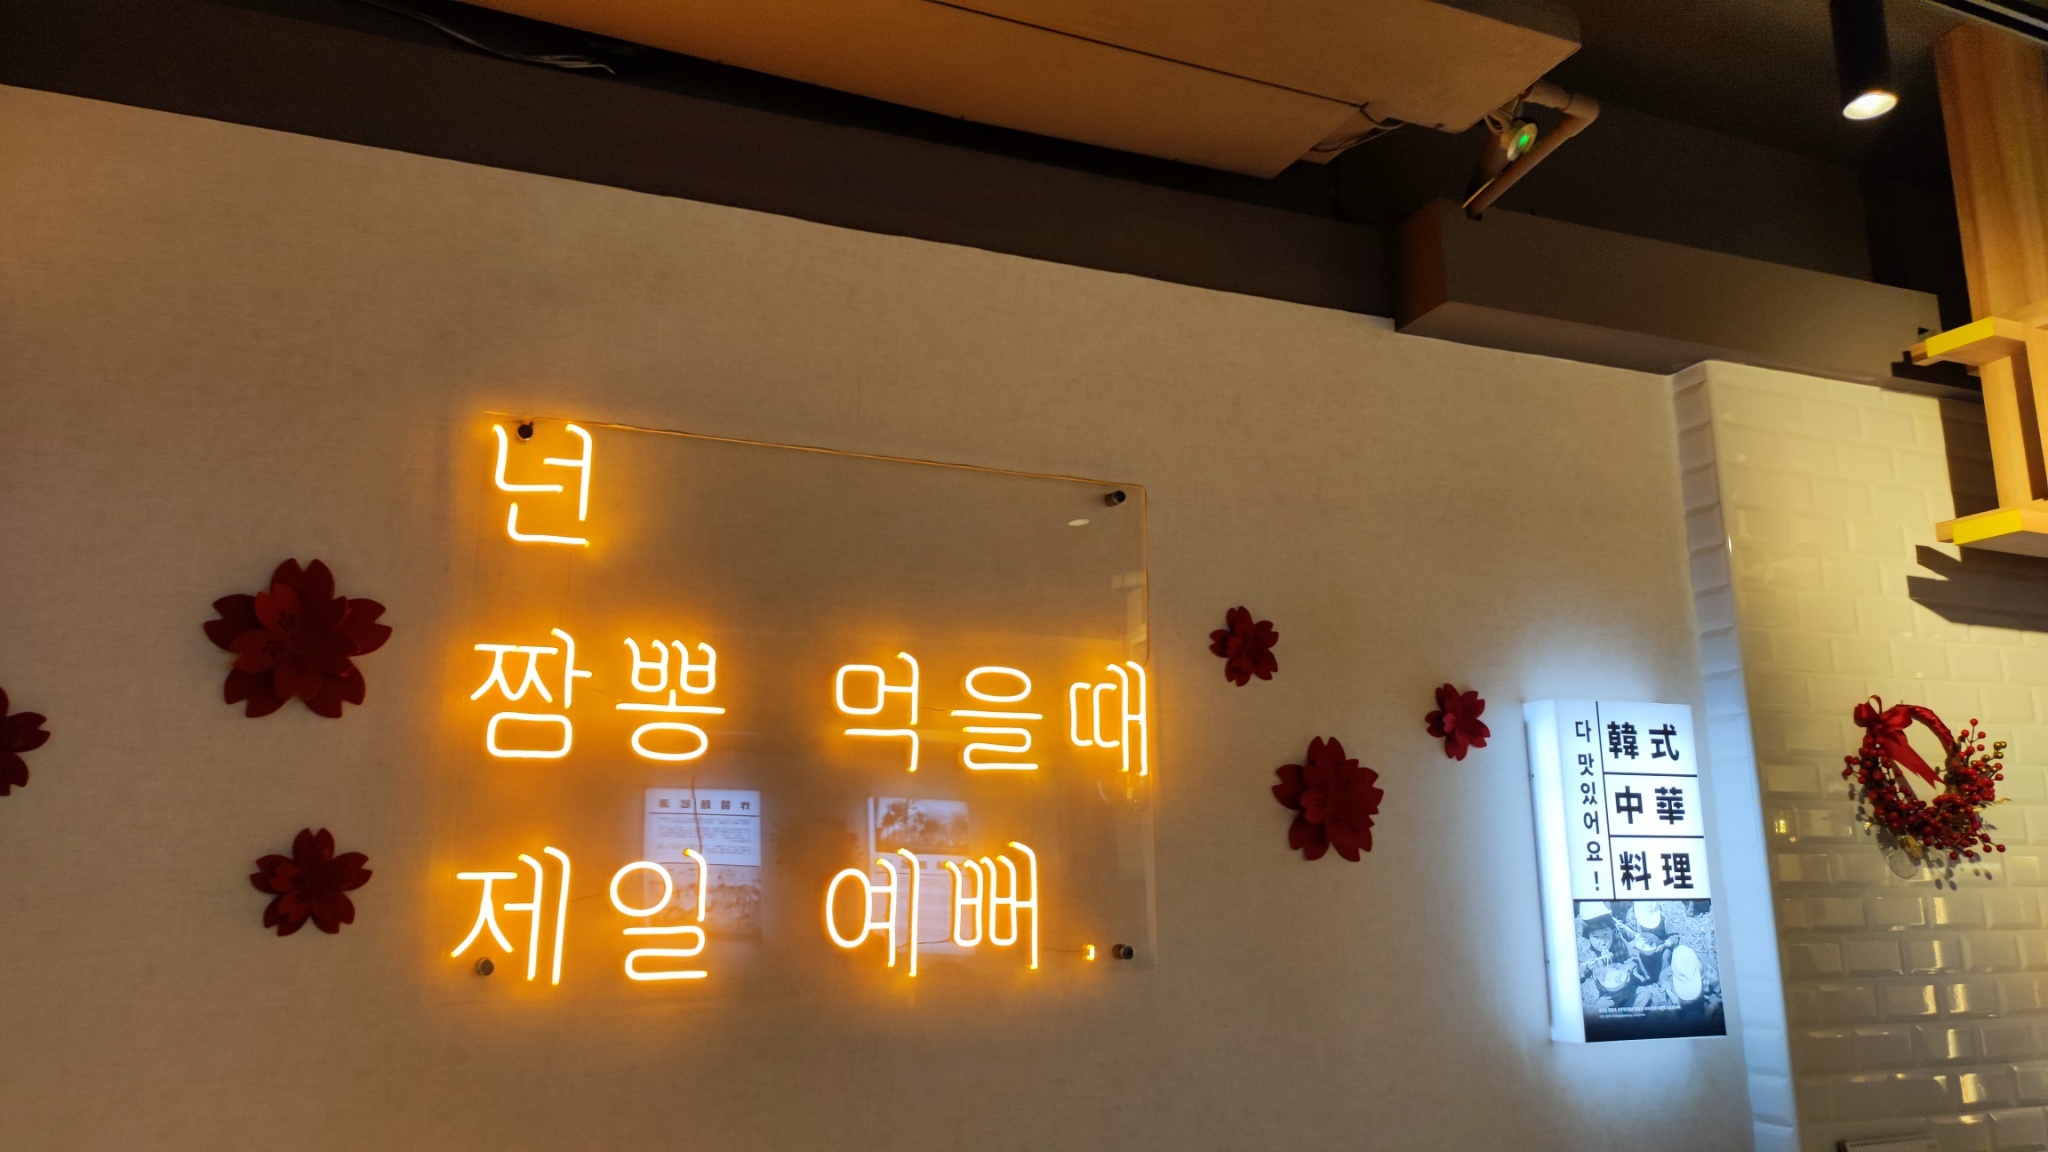 넌
짬뽕 먹을때
제일 예뻐.
다 맛있어요!
韓式
中華
料理